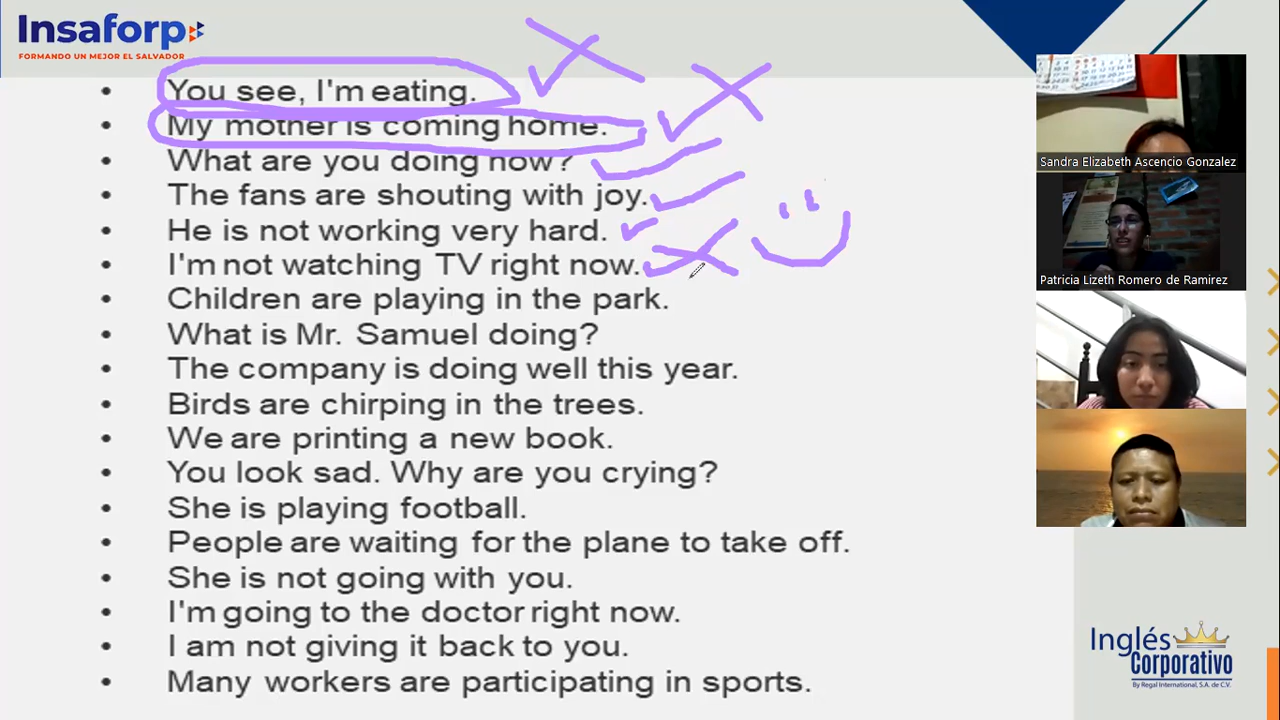 Insaforp
FORMANDO UN MEJOR EL SALVADOR
• You see, I'm eating.
• My mother is coming home.
• What are you doing now?
• The fans are shouting with joy.
• He is not working very hard.
• I'm not watching TV right now.
• Children are playing in the park.
• What is Mr. Samuel doing?
• The company is doing well this year.
• Birds are chirping in the trees.
• We are printing a new book.
• You look sad. Why are you crying?
• She is playing football.
• People are waiting for the plane to take off.
• She is not going with you.
• I'm going to the doctor right now.
• I am not giving it back to you.
• Many workers are participating in sports.
Sandra Elizabeth Ascencio Gonzalez
Patricia Lizeth Romero de Ramirez
Inglés
Corporativo
By Regal International, S.A. de C.V.